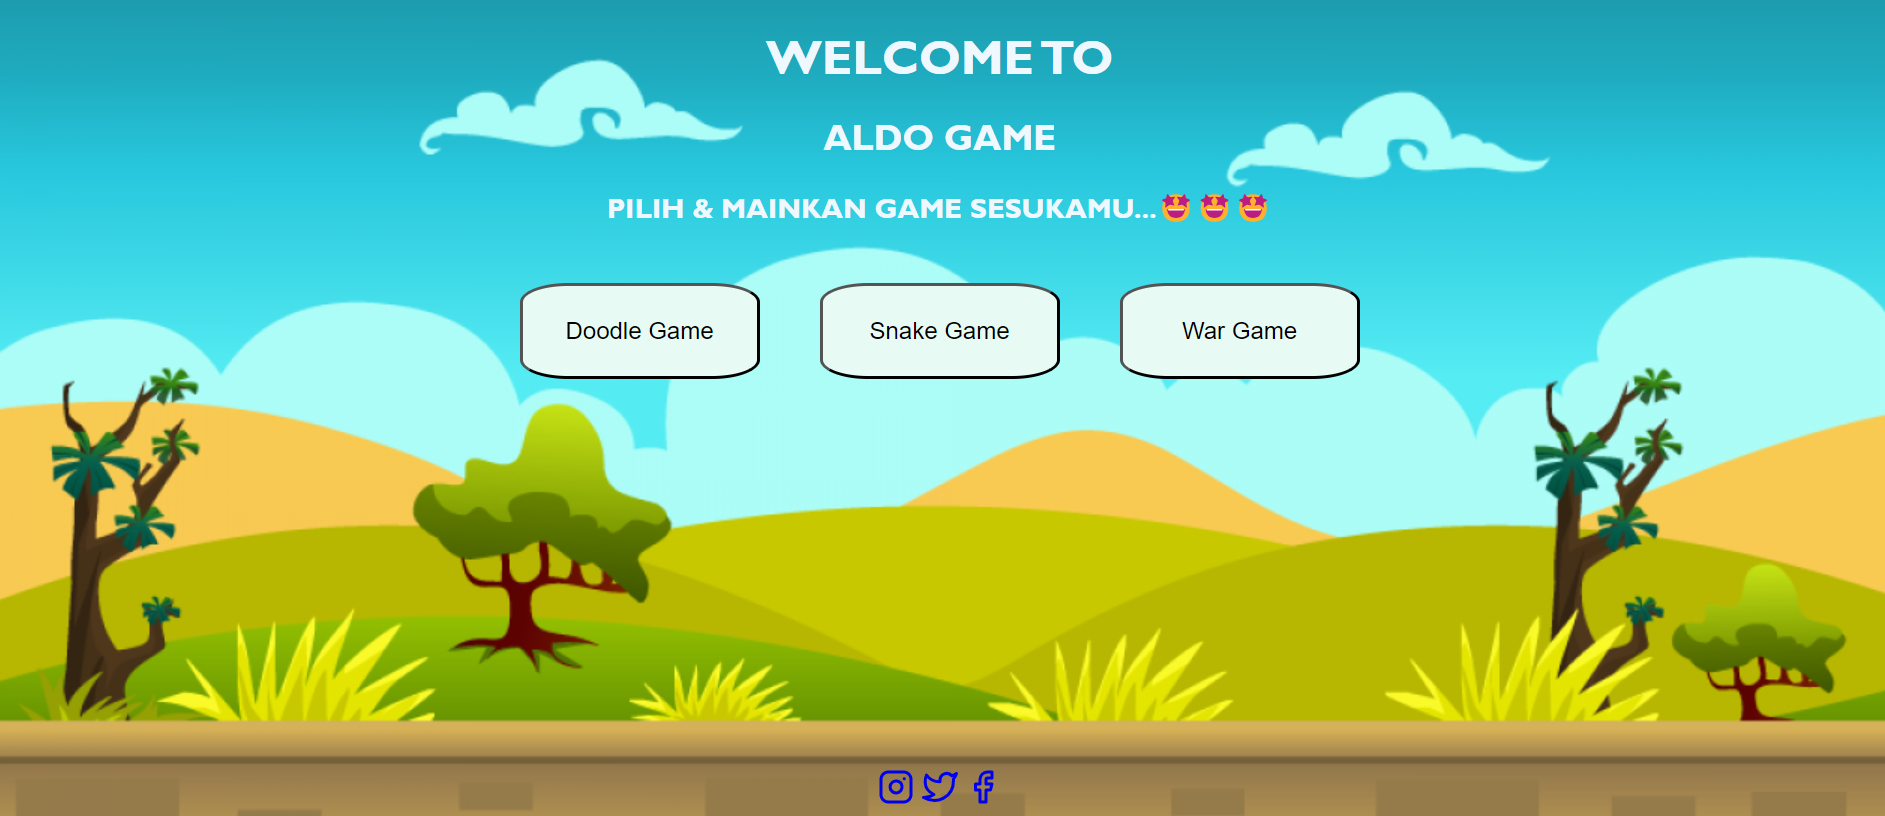 WELCOME TO
ALDO GAME
PILIH & MAINKAN GAME SESUKAMU...🤩 🤩 🤩
Doodle Game
Snake Game
War Game